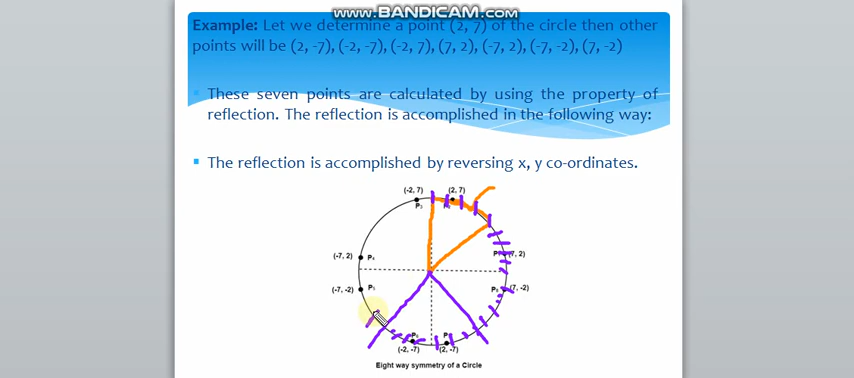 WWW.BANDICAM.COM
Example: Let we determine a point (2, 7) of the circle then other
points will be (2, -7), (-2, -7), (-2, 7), (7, 2), (-7, 2), (-7, -2), (7, -2)
These seven points are calculated by using the property of
reflection. The reflection is accomplished in the following way:
The reflection is accomplished by reversing x, y co-ordinates.
(-2, 7) (2, 7)
(-7, 2) P4 (7, 2)
(-7, -2) (7, -2)
(-2, -7) (2, -7)
Eight way symmetry of a Circle